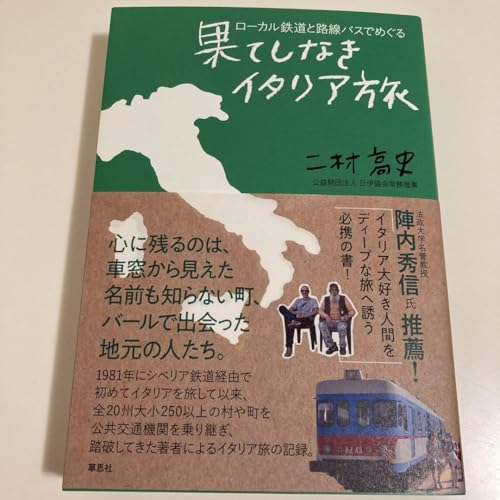 ローカル鉄道と路線バスでめぐる
果てしなき
イタリア旅
二村高史
公益財団法人 日伊協会常務理事
法政大学名誉教授
陣内秀信氏 推薦！
イタリア大好き人間を
ディープな旅へ誘う
必携の書！
心に残るのは、
車窓から見えた
名前も知らない町、
バールで出会った
地元の人たち。
1981年にシベリア鉄道経由で
初めてイタリアを旅して以来、
全20州大小250以上の村や町を
公共交通機関を乗り継ぎ、
踏破してきた著者によるイタリア旅の記録。
草思社